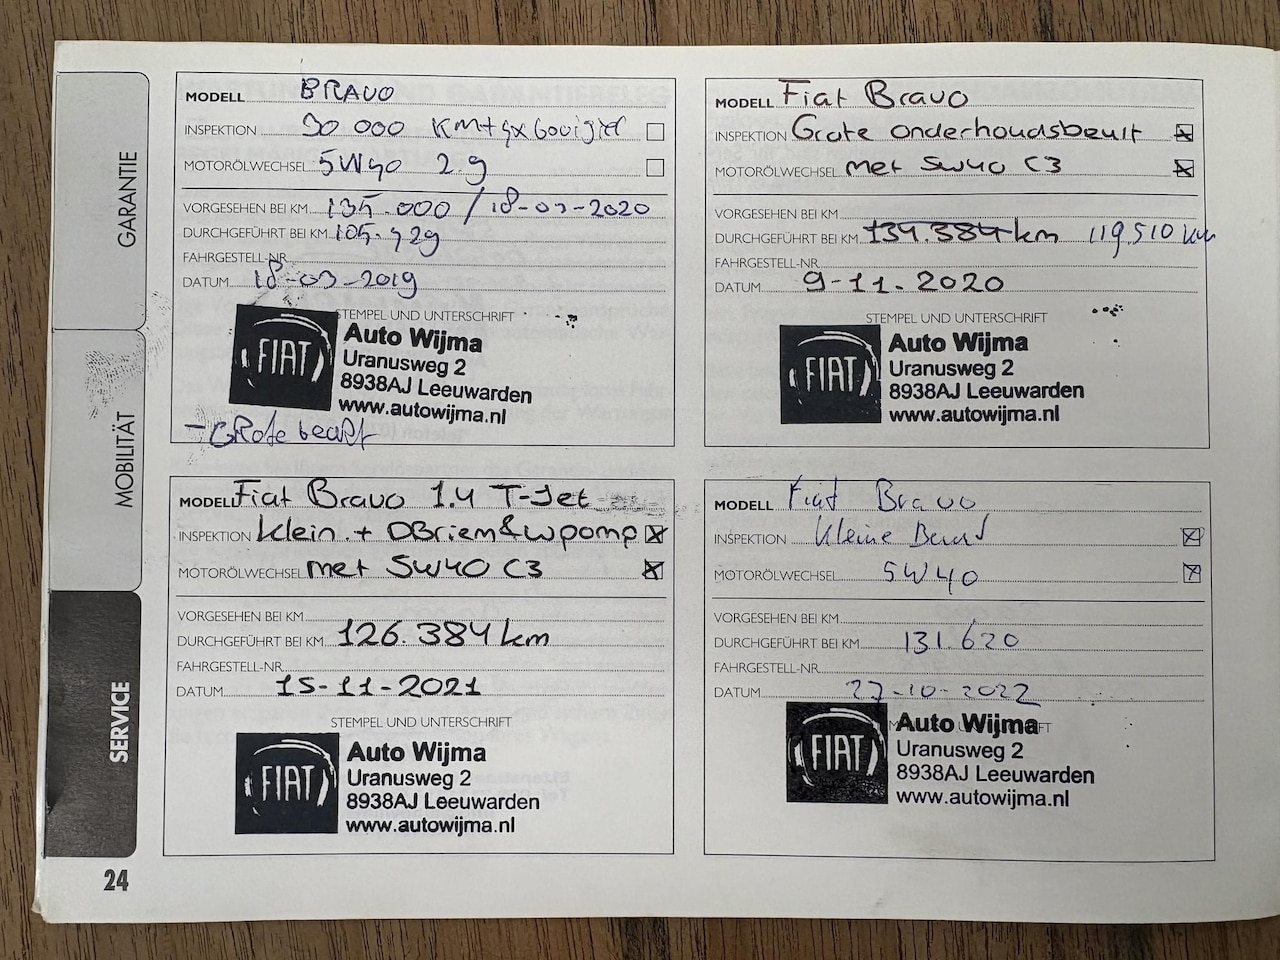 GARANTIE
MOBILITÄT
SERVICE
MODELL BRAVO
INSPEKTION 90 000 km+4x
MOTORÖLWECHSEL 5W40
VORGESEHEN BEI KM 135.000 / 18-03-2020
DURCHGEFÜHRT BEI KM 105.429
FAHRGESTELL-NR.
DATUM 18-03-2019
STEMPEL UND UNTERSCHRIFT
FIAT
Auto Wijma
Uranusweg 2
8938AJ Leeuwarden
www.autowijma.nl
- GRote beurt
MODELL Fiat Bravo
INSPEKTION Grote onderhoudsbeurt
MOTORÖLWECHSEL met 5W40 C3
VORGESEHEN BEI KM
DURCHGEFÜHRT BEI KM 134.384 km 119510 km
FAHRGESTELL-NR.
DATUM 9-11-2020
STEMPEL UND UNTERSCHRIFT
FIAT
Auto Wijma
Uranusweg 2
8938AJ Leeuwarden
www.autowijma.nl
MODELL Fiat Bravo 1.4 T-Jet
INSPEKTION Klein + DBriem&wpomp
MOTORÖLWECHSEL met 5W40 C3
VORGESEHEN BEI KM
DURCHGEFÜHRT BEI KM 126.384 km
FAHRGESTELL-NR.
DATUM 15-11-2021
STEMPEL UND UNTERSCHRIFT
FIAT
Auto Wijma
Uranusweg 2
8938AJ Leeuwarden
www.autowijma.nl
MODELL Fiat Bravo
INSPEKTION Kleine Beurt
MOTORÖLWECHSEL 5W40
VORGESEHEN BEI KM
DURCHGEFÜHRT BEI KM 131.620
FAHRGESTELL-NR.
DATUM 27-10-2022
FIAT
Auto Wijma
Uranusweg 2
8938AJ Leeuwarden
www.autowijma.nl
24